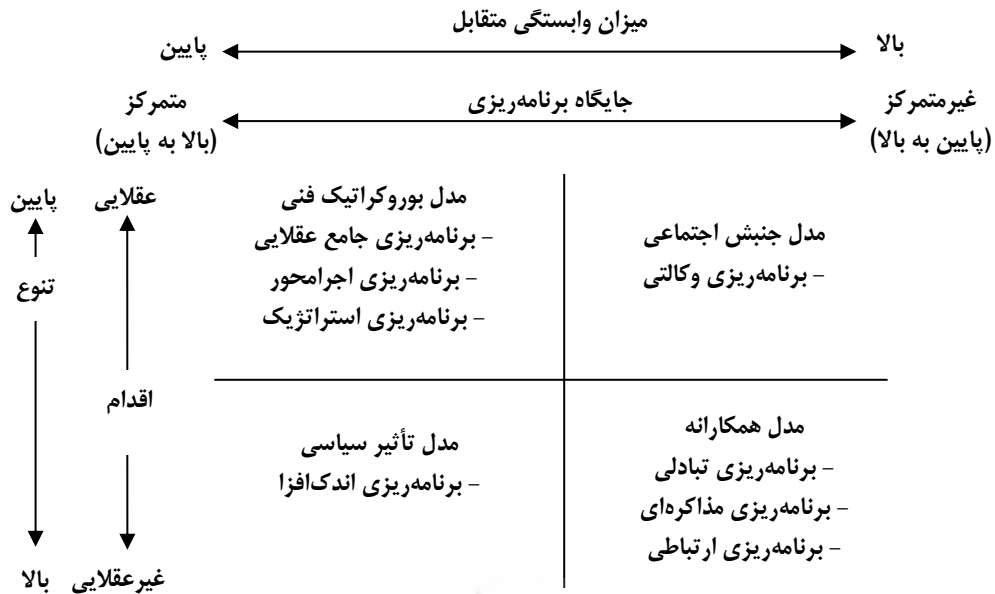 میزان وابستگی متقابل
بالا
پایین
غیرمتمرکز
(پایین به بالا)
جایگاه برنامه‌ریزی
متمرکز
(بالا به پایین)
مدل جنبش اجتماعی
– برنامه‌ریزی وکالتی
مدل بوروکراتیک فنی
– برنامه‌ریزی جامع عقلایی
– برنامه‌ریزی اجرامحور
– برنامه‌ریزی استراتژیک
عقلایی
پایین
تنوع
اقدام
مدل همکارانه
– برنامه‌ریزی تبادلی
– برنامه‌ریزی مذاکره‌ای
– برنامه‌ریزی ارتباطی
مدل تأثیر سیاسی
– برنامه‌ریزی اندک‌افزا
غیرعقلایی
بالا